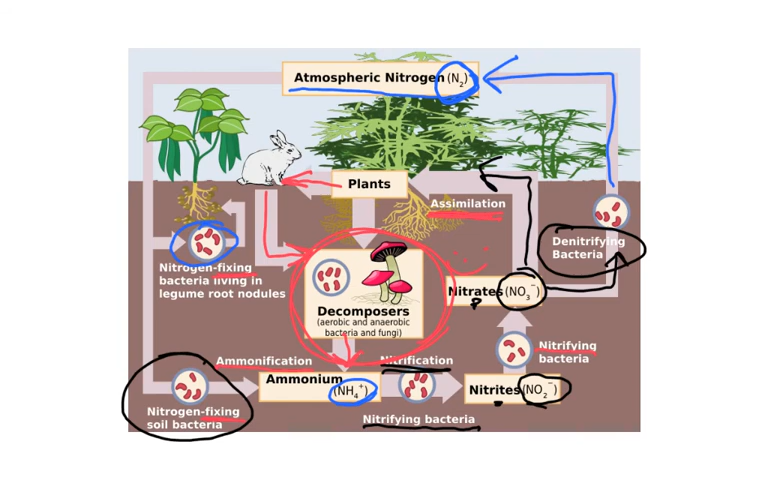 Atmospheric Nitrogen (N₂)
Plants
Assimilation
Nitrogen-fixing
bacteria living in
legume root nodules
Denitrifying
Bacteria
Decomposers
(aerobic and anaerobic
bacteria and fungi)
Nitrates (NO₃⁻)
Ammonification
Nitrification
Nitrifying
bacteria
Ammonium
(NH₄⁺)
Nitrites (NO₂⁻)
Nitrogen-fixing
soil bacteria
Nitrifying bacteria